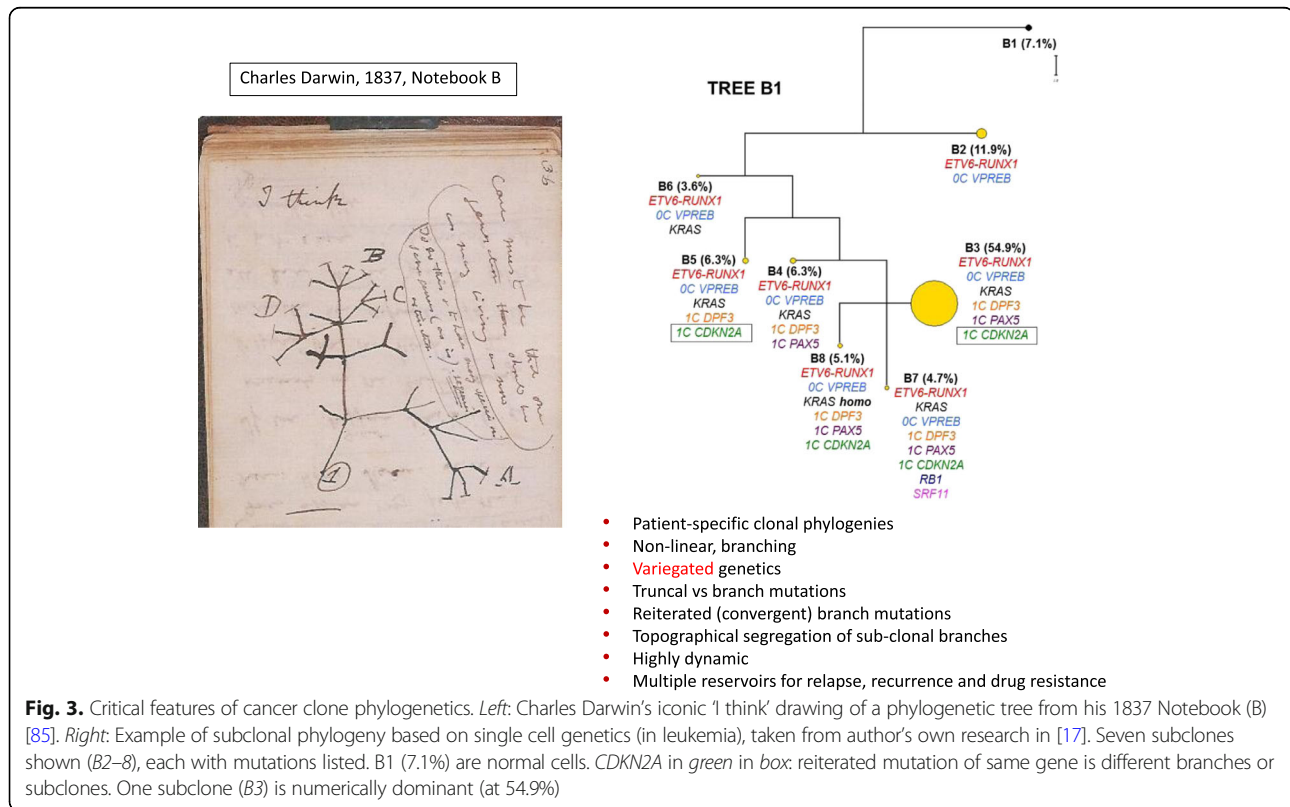 Charles Darwin, 1837, Notebook B
36
I think
B
C
D
A
1
TREE B1
B1 (7.1%)
B2 (11.9%)
ETV6-RUNX1
0C VPREB
B6 (3.6%)
ETV6-RUNX1
0C VPREB
KRAS
B5 (6.3%)
ETV6-RUNX1
0C VPREB
KRAS
1C DPF3
1C CDKN2A
B4 (6.3%)
ETV6-RUNX1
0C VPREB
KRAS
1C DPF3
1C PAX5
B3 (54.9%)
ETV6-RUNX1
0C VPREB
KRAS
1C DPF3
1C PAX5
1C CDKN2A
B8 (5.1%)
ETV6-RUNX1
0C VPREB
KRAS homo
1C DPF3
1C PAX5
1C CDKN2A
B7 (4.7%)
ETV6-RUNX1
KRAS
0C VPREB
1C DPF3
1C PAX5
1C CDKN2A
RB1
SRF11
• Patient-specific clonal phylogenies
• Non-linear, branching
• Variegated genetics
• Truncal vs branch mutations
• Reiterated (convergent) branch mutations
• Topographical segregation of sub-clonal branches
• Highly dynamic
• Multiple reservoirs for relapse, recurrence and drug resistance
Fig. 3. Critical features of cancer clone phylogenetics. Left: Charles Darwin's iconic 'I think' drawing of a phylogenetic tree from his 1837 Notebook (B)
[85]. Right: Example of subclonal phylogeny based on single cell genetics (in leukemia), taken from author's own research in [17]. Seven subclones
shown (B2–8), each with mutations listed. B1 (7.1%) are normal cells. CDKN2A in green in box: reiterated mutation of same gene is different branches or
subclones. One subclone (B3) is numerically dominant (at 54.9%)